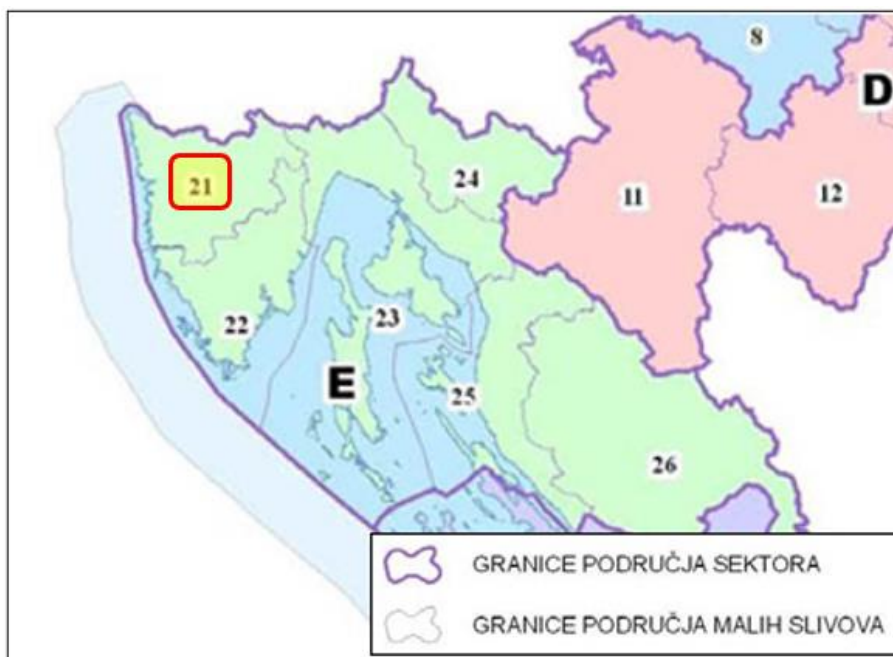 8
D
21
24
11
12
22
23
E
25
26
GRANICE PODRUČJA SEKTORA
GRANICE PODRUČJA MALIH SLIVOVA